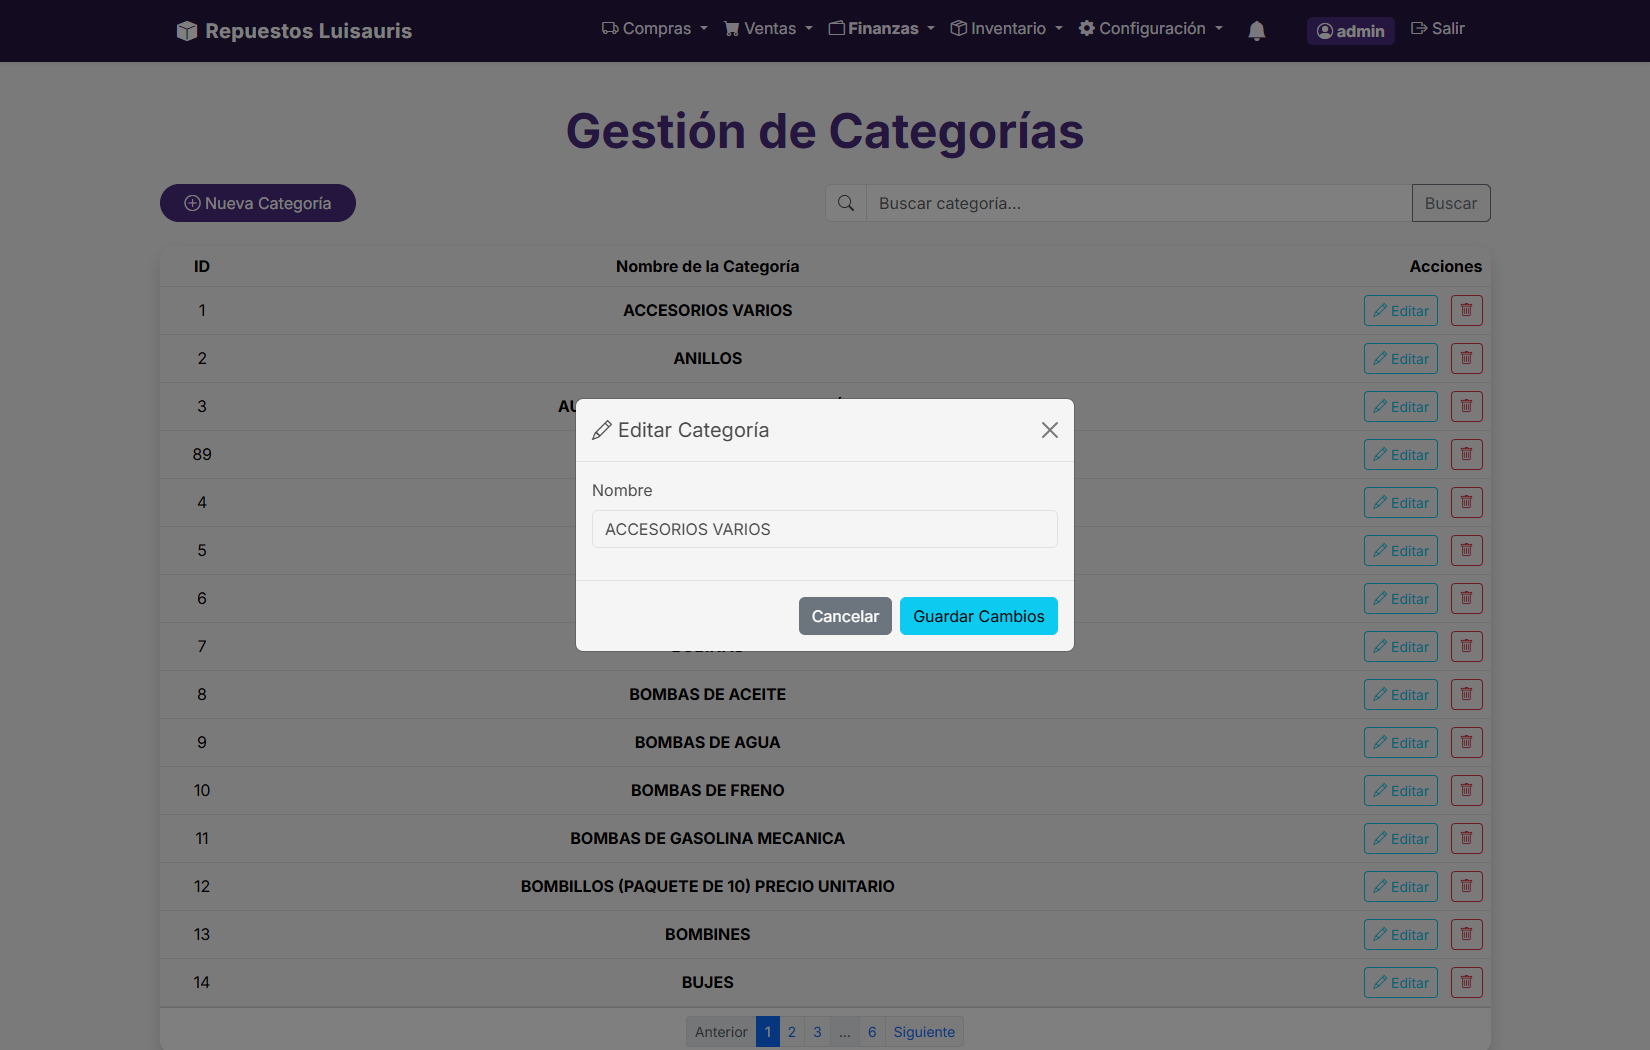 Repuestos Luisauris
Compras
Ventas
Finanzas
Inventario
Configuración
admin
Salir
Gestión de Categorías
Nueva Categoría
Buscar categoría...
Buscar
ID Nombre de la Categoría Acciones
1 ACCESORIOS VARIOS Editar
2 ANILLOS Editar
3 Editar
89 Editar
4 Editar
5 Editar
6 Editar
7 Editar
8 BOMBAS DE ACEITE Editar
9 BOMBAS DE AGUA Editar
10 BOMBAS DE FRENO Editar
11 BOMBAS DE GASOLINA MECANICA Editar
12 BOMBILLOS (PAQUETE DE 10) PRECIO UNITARIO Editar
13 BOMBINES Editar
14 BUJES Editar
Anterior 1 2 3 ... 6 Siguiente
Editar Categoría
Nombre
ACCESORIOS VARIOS
Cancelar Guardar Cambios